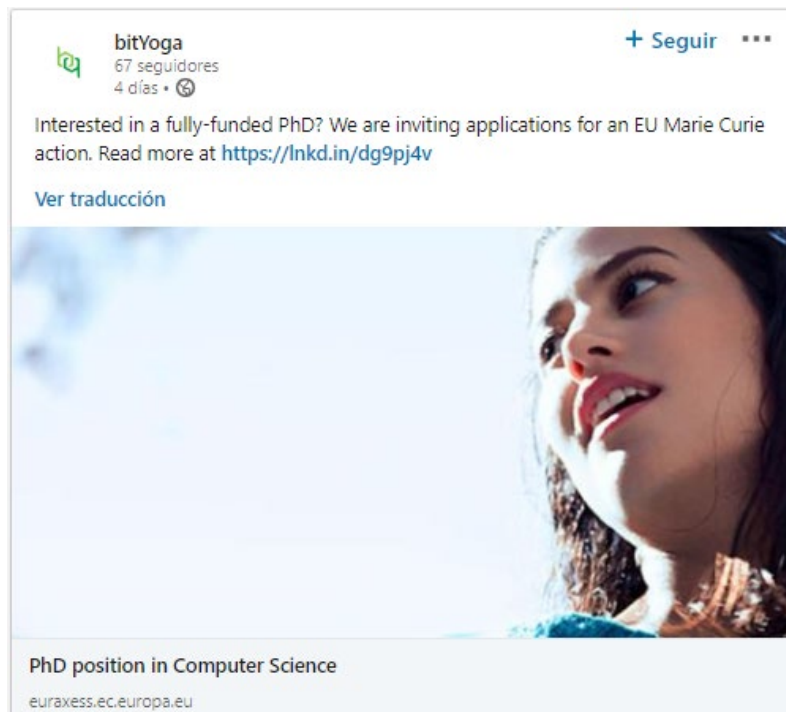 bitYoga
+ Seguir ...
67 seguidores
4 días •
Interested in a fully-funded PhD? We are inviting applications for an EU Marie Curie
action. Read more at https://lnkd.in/dg9pj4v
Ver traducción
PhD position in Computer Science
euraxess.ec.europa.eu